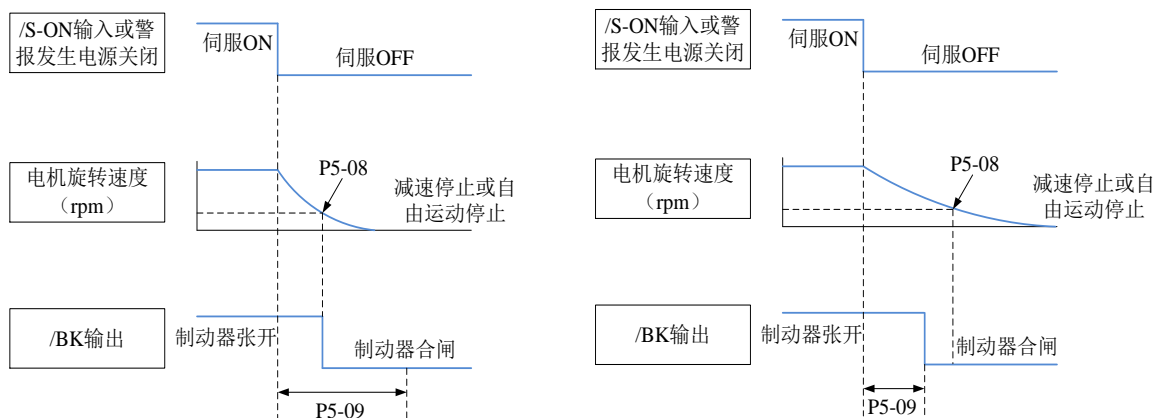 /S-ON输入或警
报发生电源关闭
伺服ON
伺服OFF
电机旋转速度
（rpm）
P5-08
减速停止或自
由运动停止
/BK输出
制动器张开
制动器合闸
P5-09
/S-ON输入或警
报发生电源关闭
伺服ON
伺服OFF
电机旋转速度
（rpm）
P5-08
减速停止或自
由运动停止
/BK输出
制动器张开
制动器合闸
P5-09